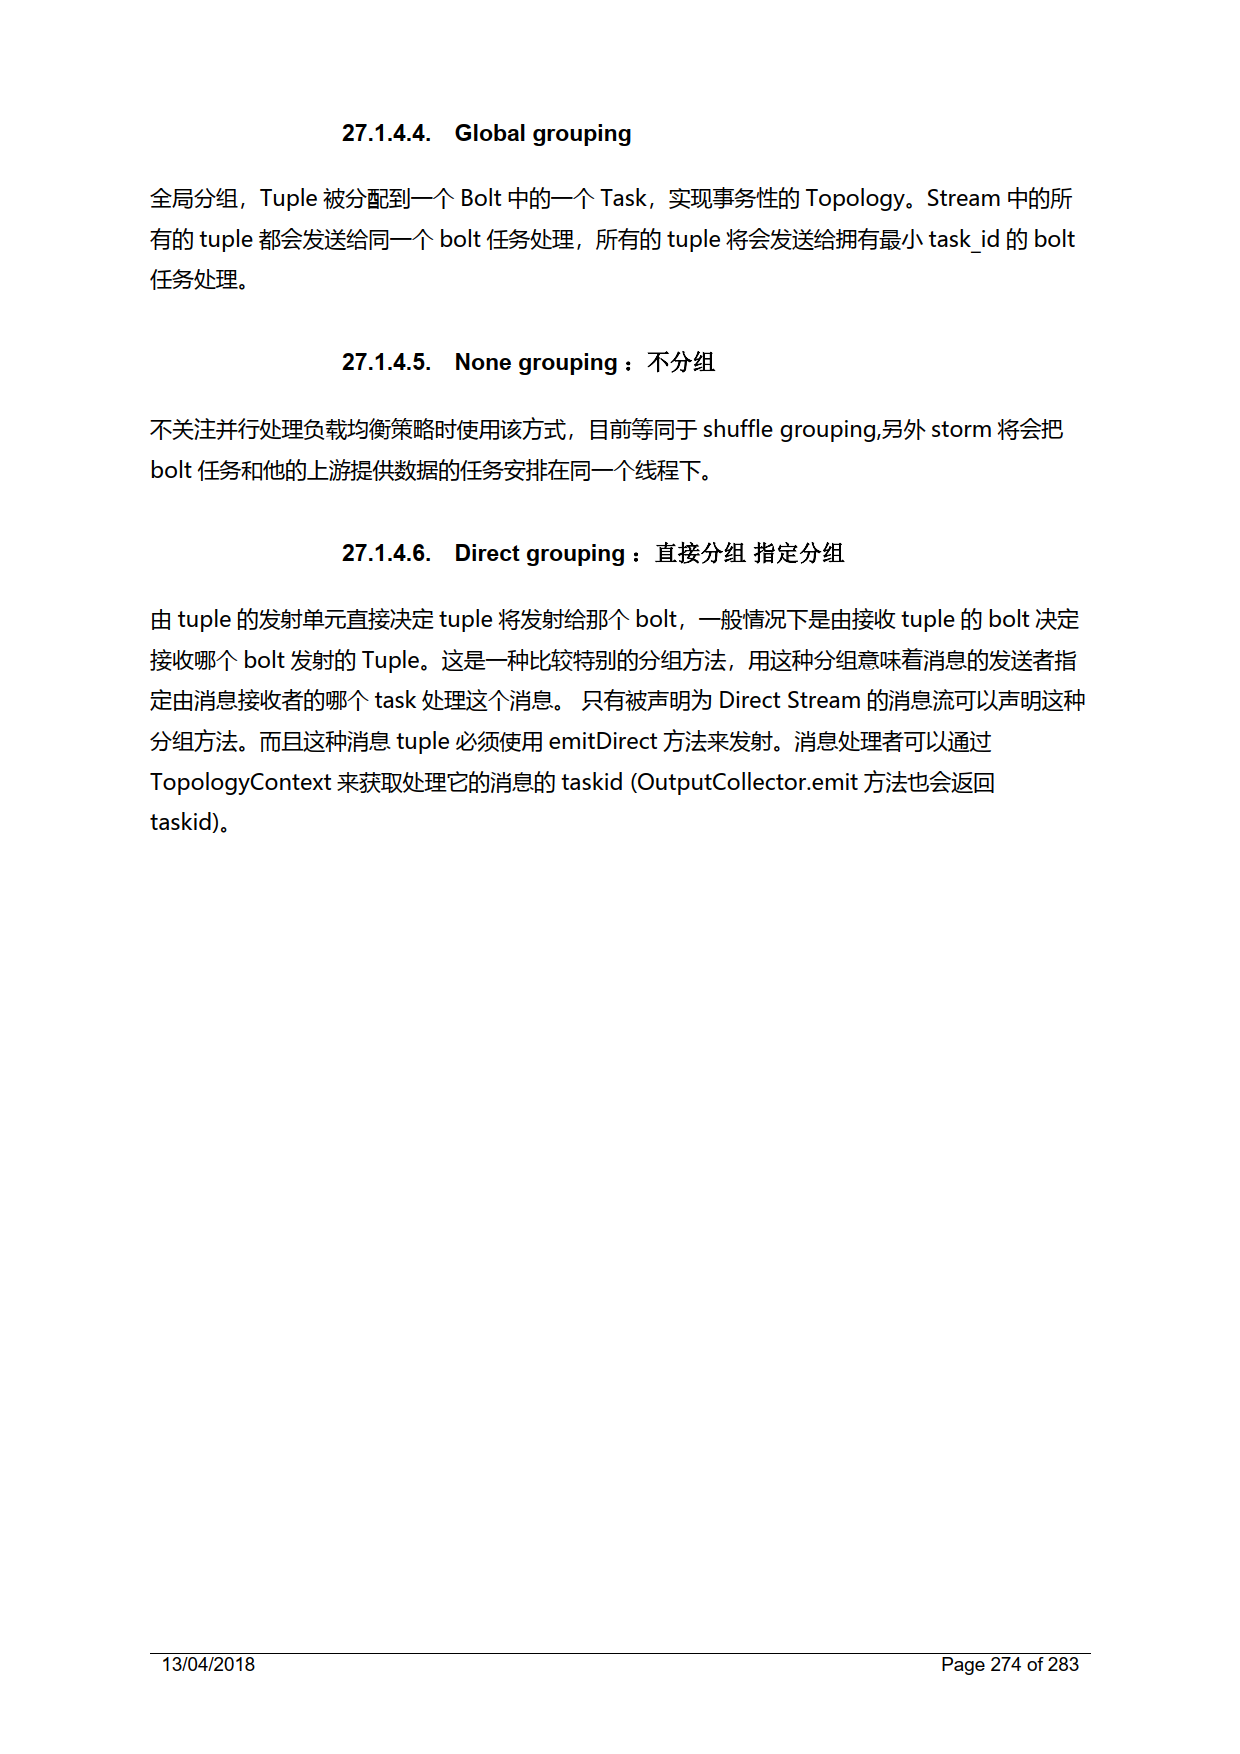 27.1.4.4. Global grouping
全局分组，Tuple 被分配到一个 Bolt 中的一个 Task，实现事务性的 Topology。Stream 中的所
有的 tuple 都会发送给同一个 bolt 任务处理，所有的 tuple 将会发送给拥有最小 task_id 的 bolt
任务处理。
27.1.4.5. None grouping ：不分组
不关注并行处理负载均衡策略时使用该方式，目前等同于 shuffle grouping,另外 storm 将会把
bolt 任务和他的上游提供数据的任务安排在同一个线程下。
27.1.4.6. Direct grouping ：直接分组 指定分组
由 tuple 的发射单元直接决定 tuple 将发射给那个 bolt，一般情况下是由接收 tuple 的 bolt 决定
接收哪个 bolt 发射的 Tuple。这是一种比较特别的分组方法，用这种分组意味着消息的发送者指
定由消息接收者的哪个 task 处理这个消息。 只有被声明为 Direct Stream 的消息流可以声明这种
分组方法。而且这种消息 tuple 必须使用 emitDirect 方法来发射。消息处理者可以通过
TopologyContext 来获取处理它的消息的 taskid (OutputCollector.emit 方法也会返回
taskid)。
13/04/2018 Page 274 of 283